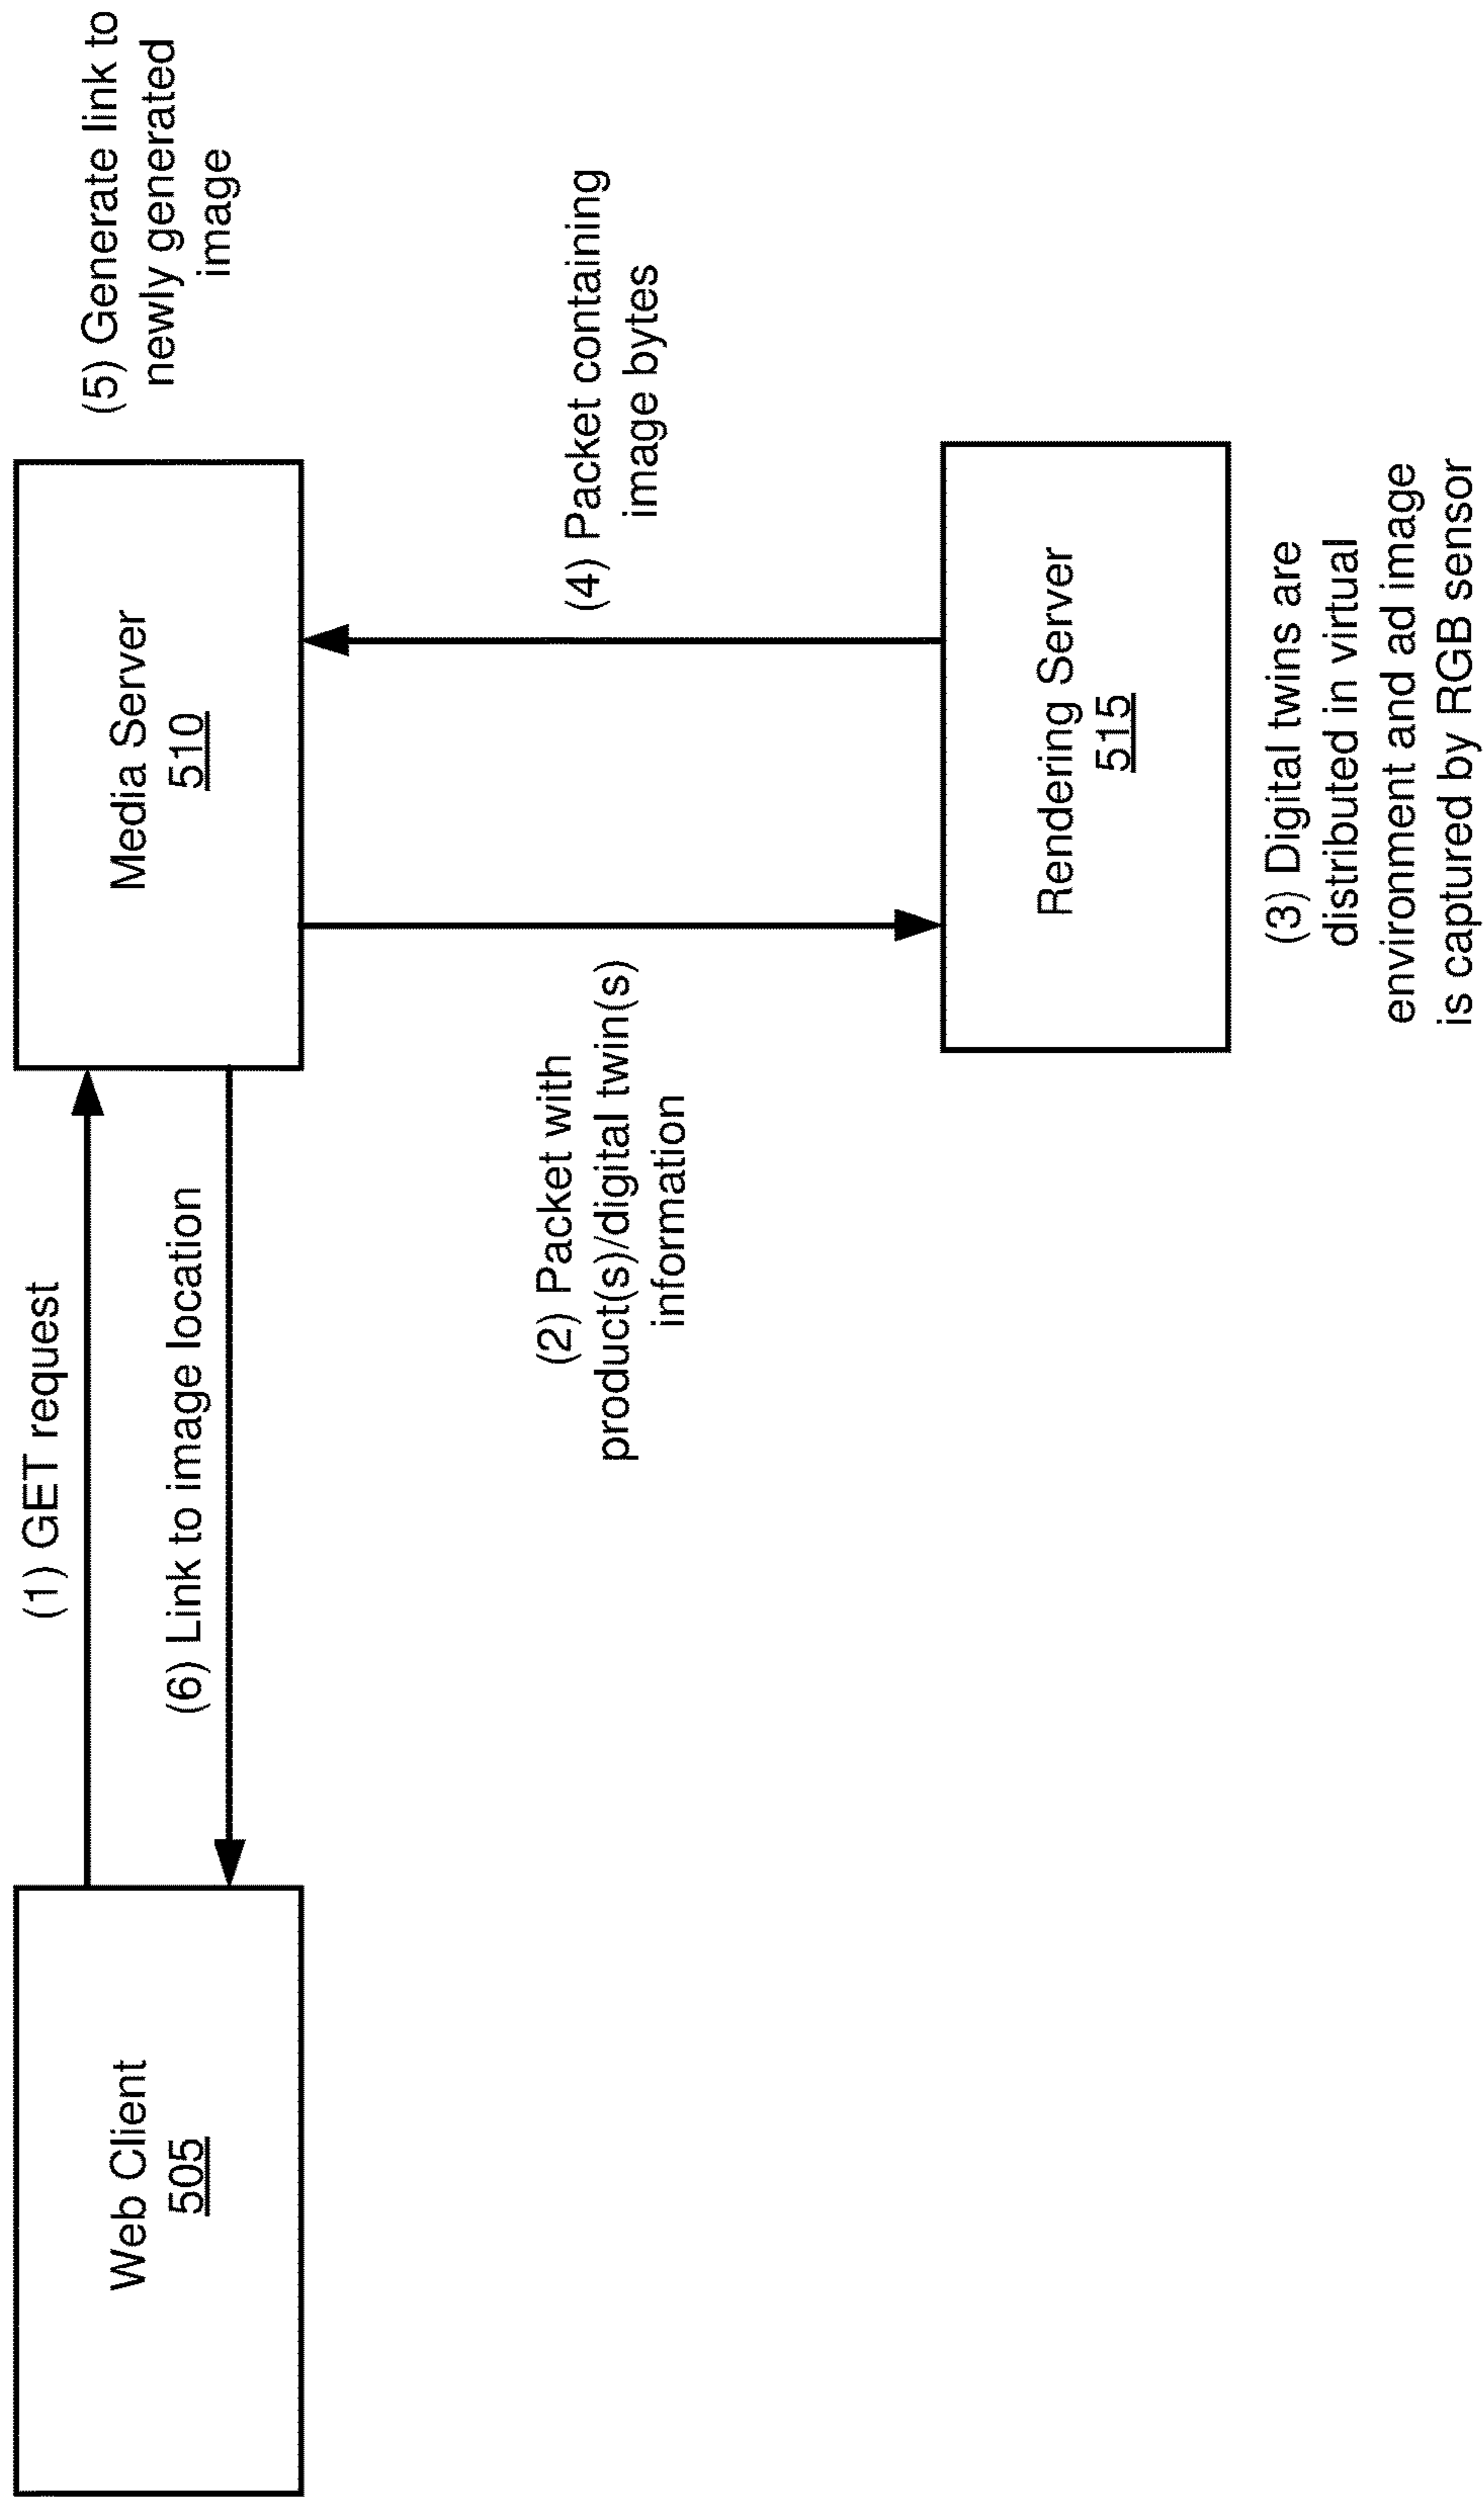 Web Client
505
(1) GET request
(6) Link to image location
Media Server
510
(5) Generate link to
newly generated
image
(2) Packet with
product(s)/digital twin(s)
information
(4) Packet containing
image bytes
Rendering Server
515
(3) Digital twins are
distributed in virtual
environment and ad image
is captured by RGB sensor